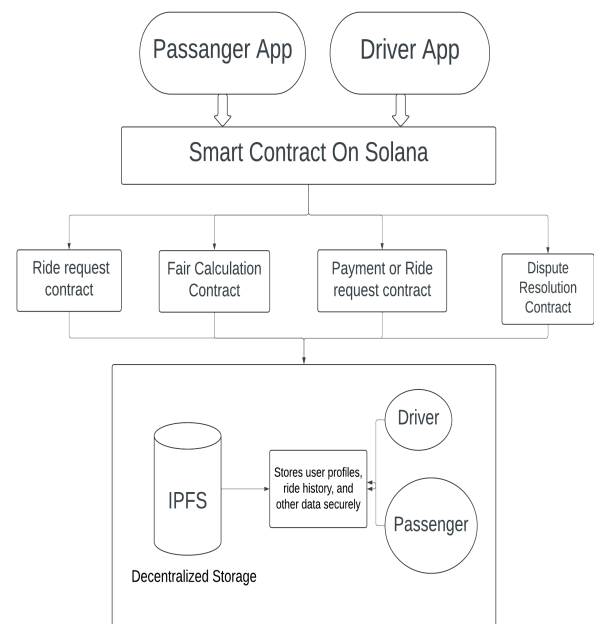 Passanger App
Driver App
Smart Contract On Solana
Ride request
contract
Fair Calculation
Contract
Payment or Ride
request contract
Dispute
Resolution
Contract
Driver
Stores user profiles,
ride history, and
other data securely
IPFS
Passenger
Decentralized Storage